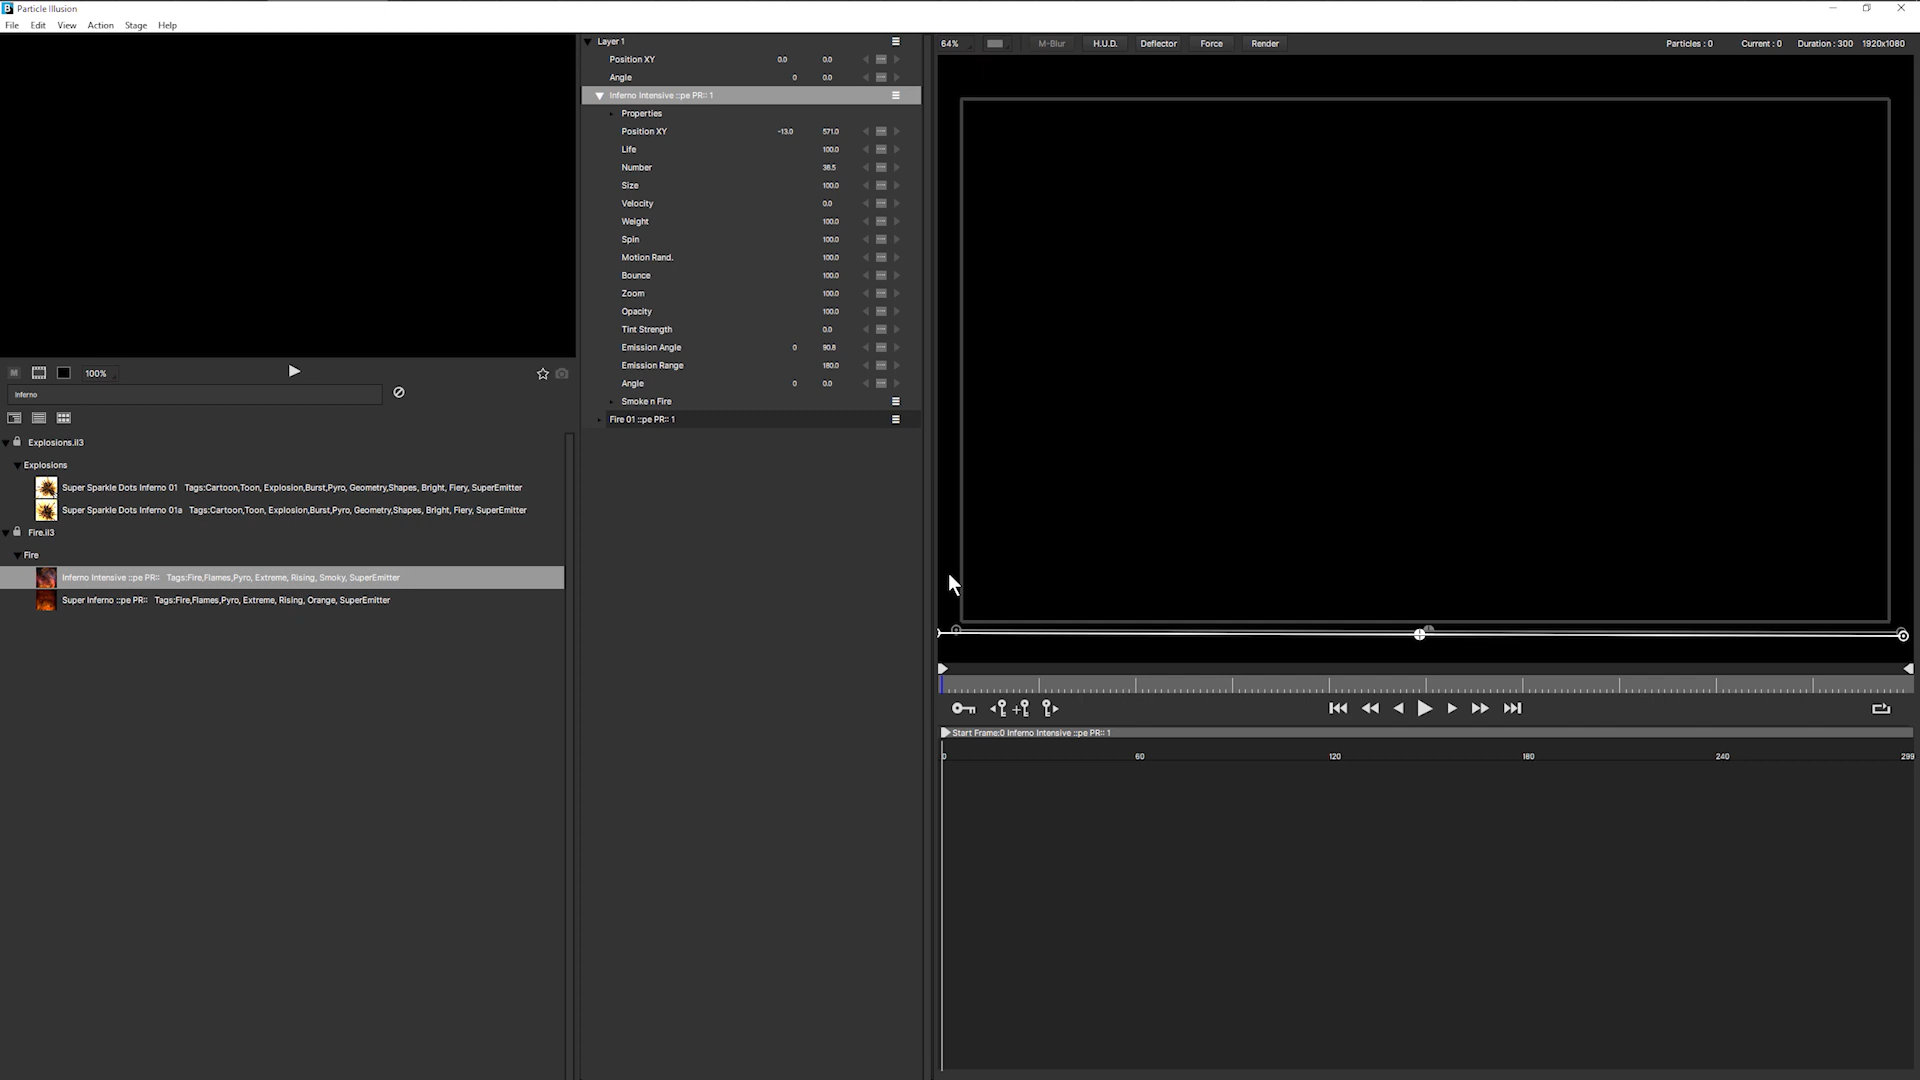 Particle Illusion
File Edit View Action Stage Help
Layer 1
Position XY 0.0 0.0
Angle 0 0.0
Inferno Intensive ::pe PR:: 1
Properties
Position XY -13.0 571.0
Life 100.0
Number 38.5
Size 100.0
Velocity 0.0
Weight 100.0
Spin 100.0
Motion Rand. 100.0
Bounce 100.0
Zoom 100.0
Opacity 100.0
Tint Strength 0.0
Emission Angle 0 90.8
Emission Range 180.0
Angle 0 0.0
Smoke n Fire
Fire 01 ::pe PR:: 1
64% M-Blur H.U.D. Deflector Force Render Particles : 0 Current : 0 Duration : 300 1920x1080
M 100%
inferno
Explosions.il3
Explosions
Super Sparkle Dots Inferno 01 Tags:Cartoon,Toon, Explosion,Burst,Pyro, Geometry,Shapes, Bright, Fiery, SuperEmitter
Super Sparkle Dots Inferno 01a Tags:Cartoon,Toon, Explosion,Burst,Pyro, Geometry,Shapes, Bright, Fiery, SuperEmitter
Fire.il3
Fire
Inferno Intensive ::pe PR:: Tags:Fire,Flames,Pyro, Extreme, Rising, Smoky, SuperEmitter
Super Inferno ::pe PR:: Tags:Fire,Flames,Pyro, Extreme, Rising, Orange, SuperEmitter
Start Frame:0 Inferno Intensive ::pe PR:: 1
0 60 120 180 240 299